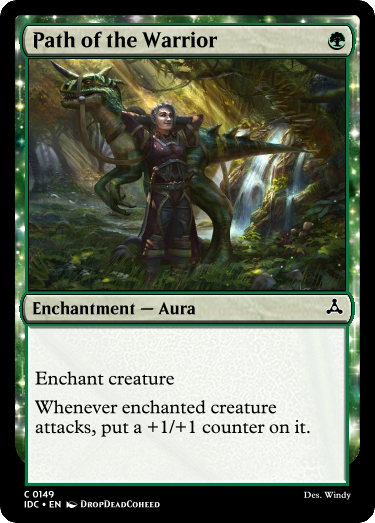 Path of the Warrior
Enchantment — Aura
Enchant creature
Whenever enchanted creature
attacks, put a +1/+1 counter on it.
C 0149
IDC • EN DropDeadCoheed
Des. Windy